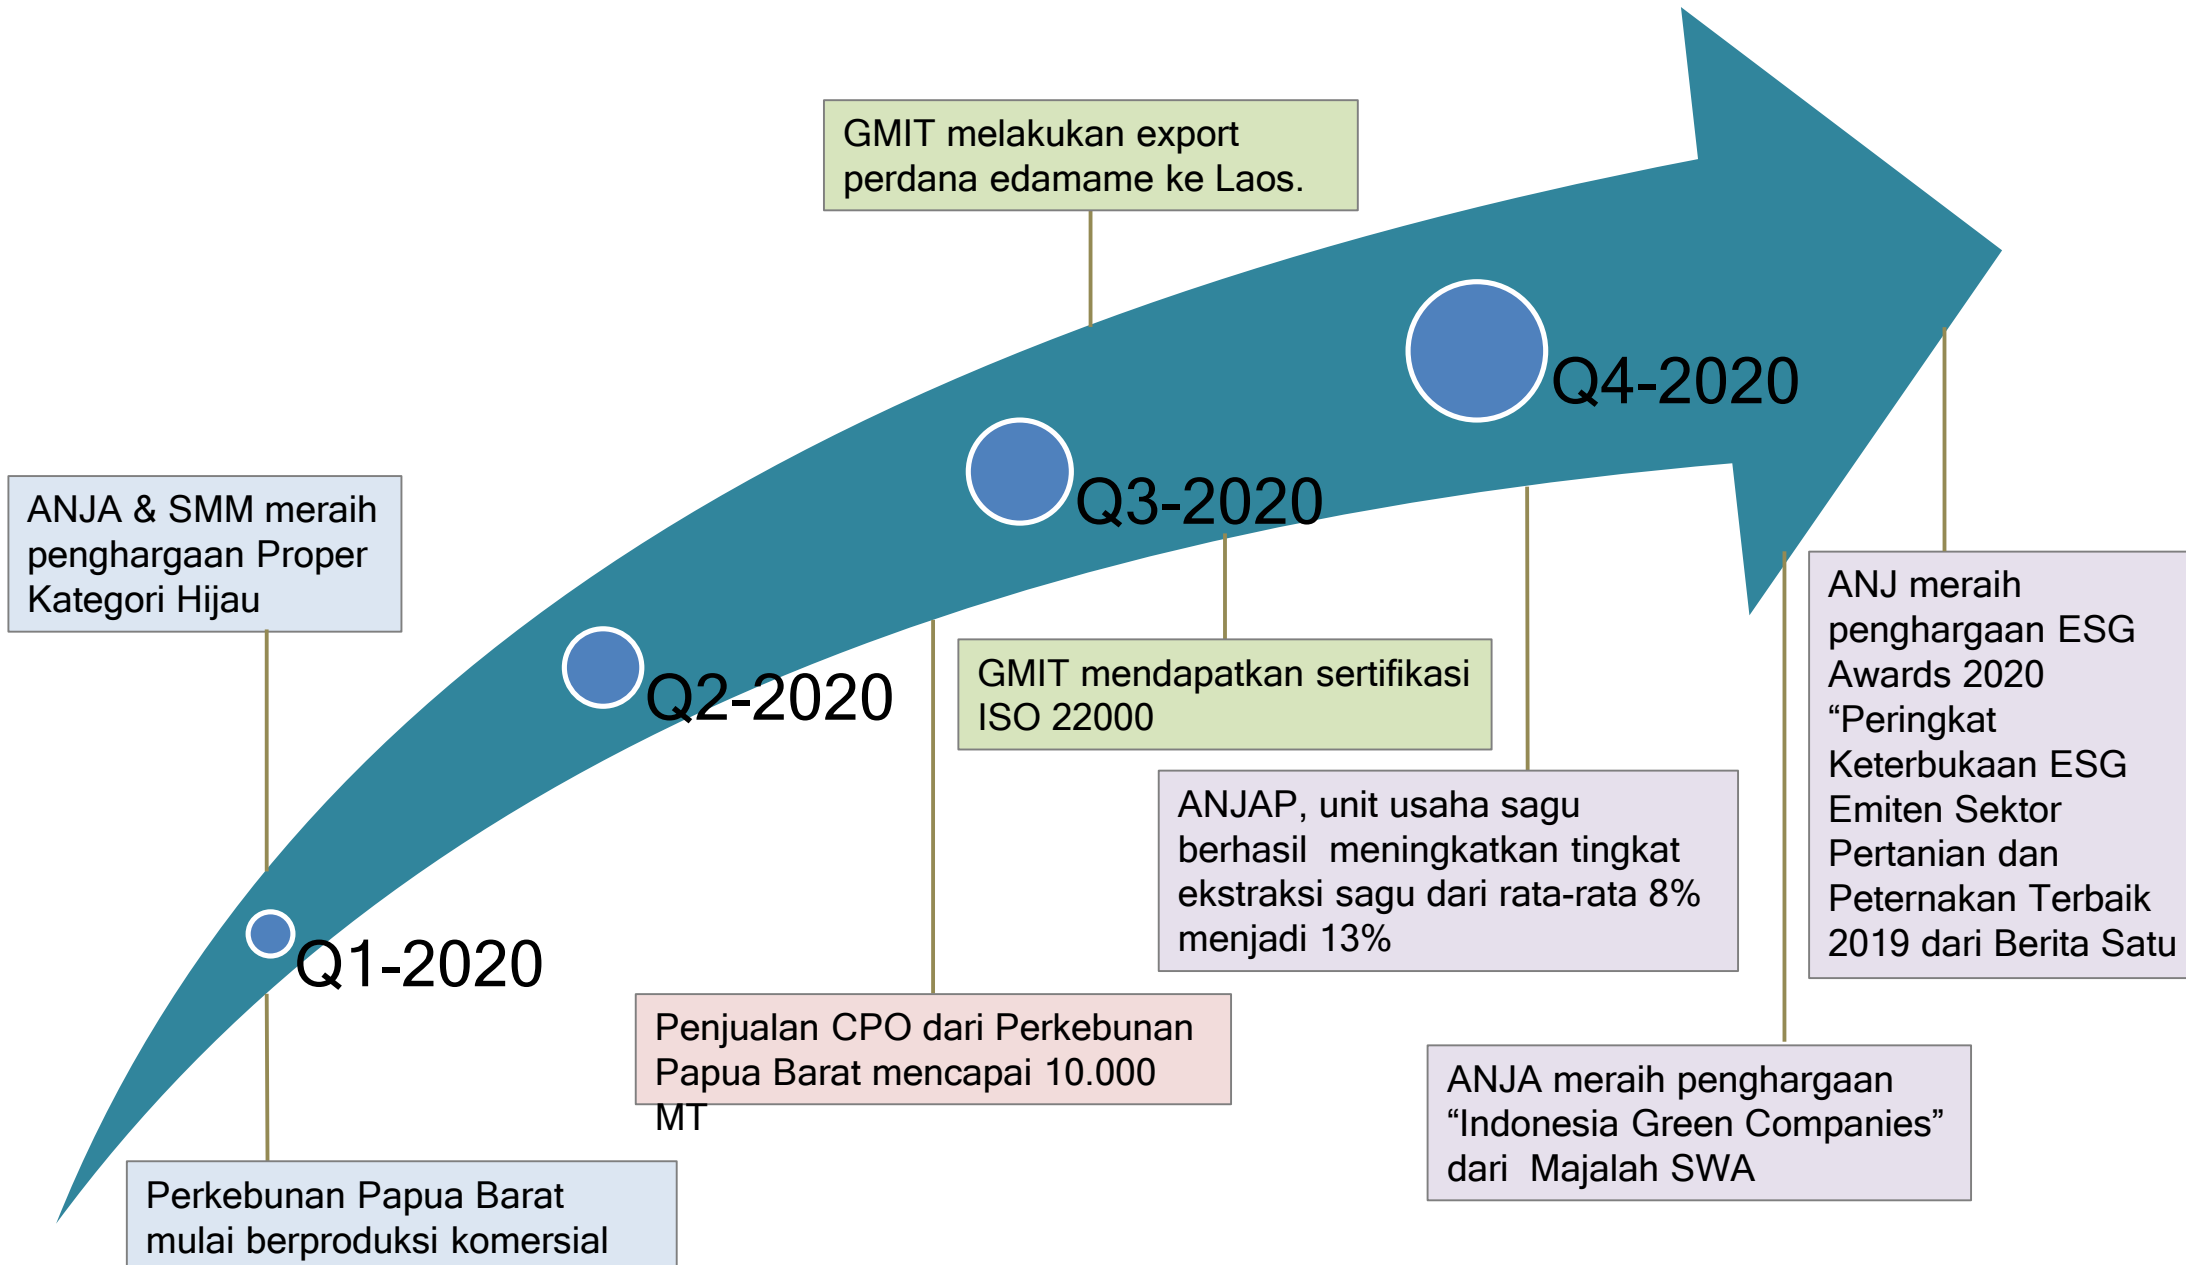 GMIT melakukan export
perdana edamame ke Laos.
Q4-2020
Q3-2020
ANJA & SMM meraih
penghargaan Proper
Kategori Hijau
Q2-2020
Q1-2020
GMIT mendapatkan sertifikasi
ISO 22000
ANJ meraih
penghargaan ESG
Awards 2020
“Peringkat
Keterbukaan ESG
Emiten Sektor
Pertanian dan
Peternakan Terbaik
2019 dari Berita Satu
ANJAP, unit usaha sagu
berhasil  meningkatkan tingkat
ekstraksi sagu dari rata-rata 8%
menjadi 13%
Penjualan CPO dari Perkebunan
Papua Barat mencapai 10.000
MT
ANJA meraih penghargaan
“Indonesia Green Companies”
dari  Majalah SWA
Perkebunan Papua Barat
mulai berproduksi komersial